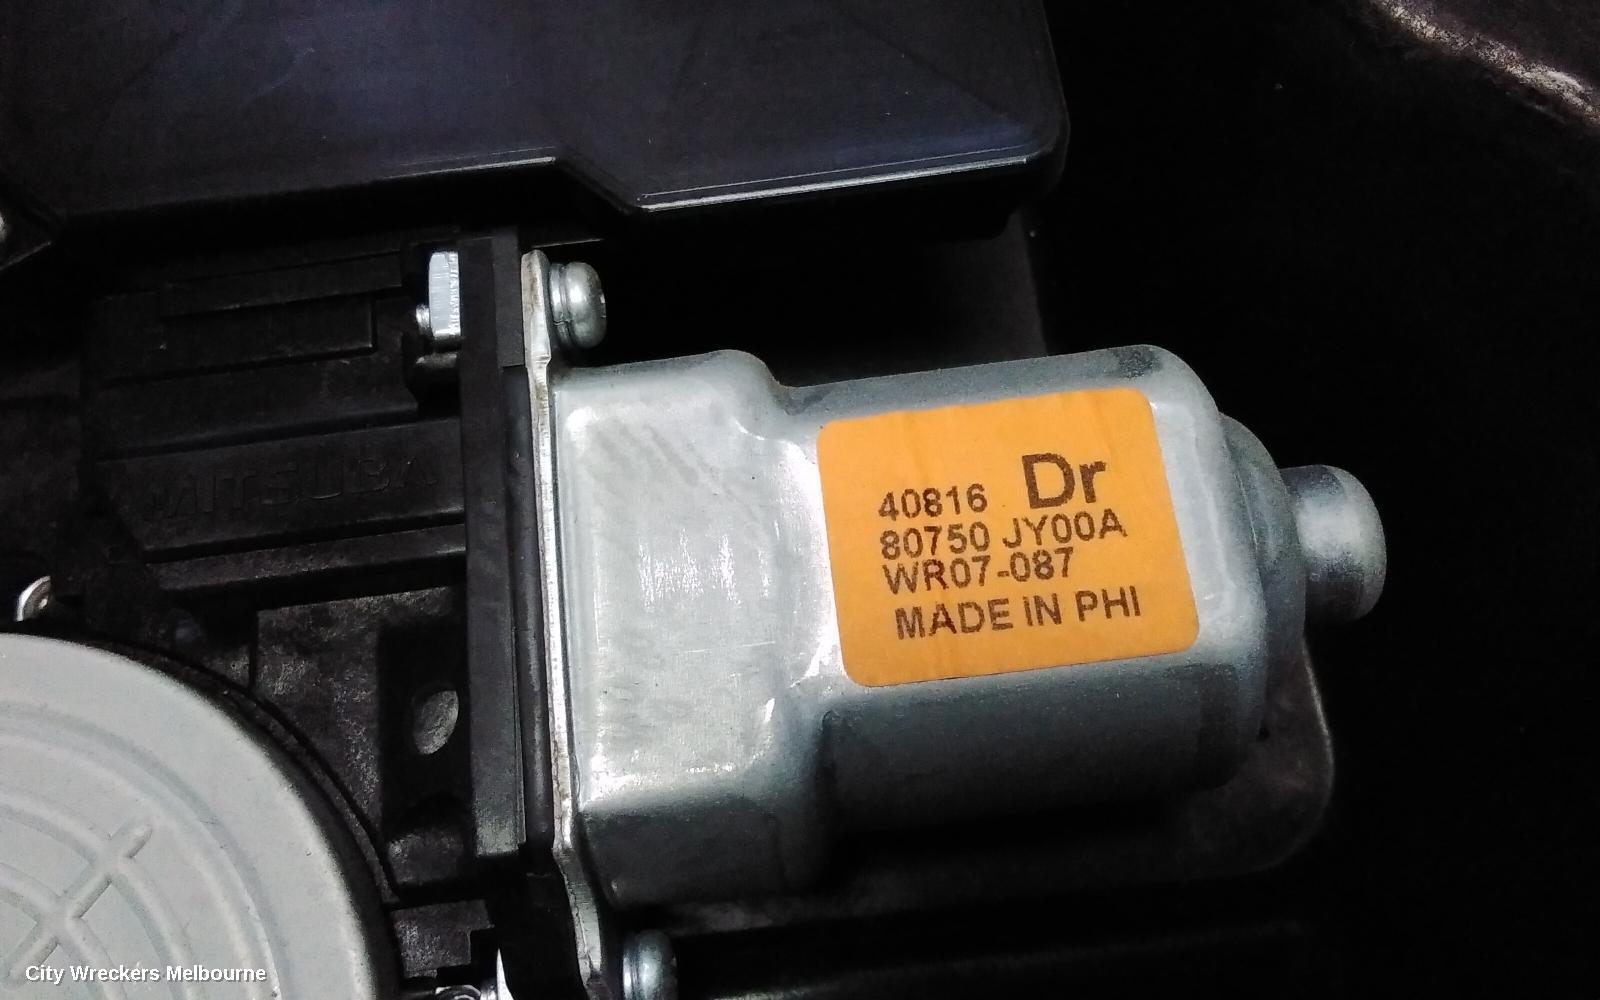 MITSUBA
40816 Dr
80750 JY00A
WR07-087
MADE IN PHI
City Wreckers Melbourne